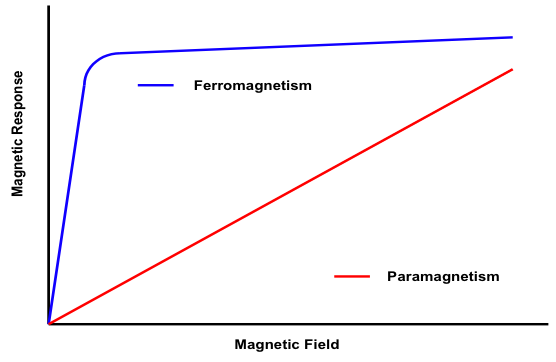 Magnetic Response
Ferromagnetism
Paramagnetism
Magnetic Field